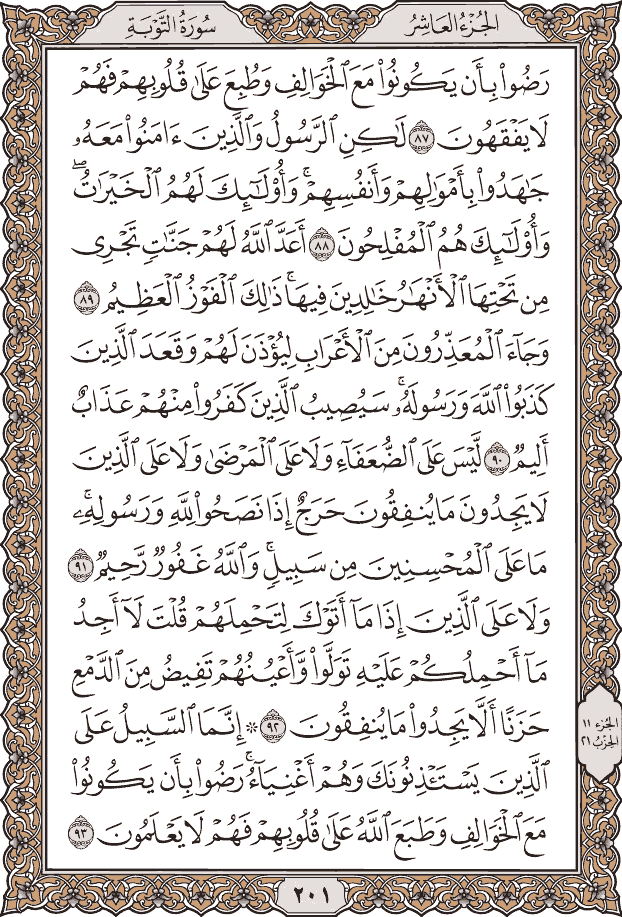 الجُزْءُ العَاشِرُ
سُورَةُ التَّوْبَةِ
رَضُوا۟ بِأَن يَكُونُوا۟ مَعَ ٱلْخَوَالِفِ وَطُبِعَ عَلَىٰ قُلُوبِهِمْ فَهُمْ
لَا يَفْقَهُونَ ٨٧ لَـٰكِنِ ٱلرَّسُولُ وَٱلَّذِينَ ءَامَنُوا۟ مَعَهُۥ
جَـٰهَدُوا۟ بِأَمْوَٰلِهِمْ وَأَنفُسِهِمْ ۚ وَأُو۟لَـٰٓئِكَ لَهُمُ ٱلْخَيْرَٰتُ ۖ
وَأُو۟لَـٰٓئِكَ هُمُ ٱلْمُفْلِحُونَ ٨٨ أَعَدَّ ٱللَّهُ لَهُمْ جَنَّـٰتٍ تَجْرِى
مِن تَحْتِهَا ٱلْأَنْهَـٰرُ خَـٰلِدِينَ فِيهَا ۚ ذَٰلِكَ ٱلْفَوْزُ ٱلْعَظِيمُ ٨٩
وَجَآءَ ٱلْمُعَذِّرُونَ مِنَ ٱلْأَعْرَابِ لِيُؤْذَنَ لَهُمْ وَقَعَدَ ٱلَّذِينَ
كَذَبُوا۟ ٱللَّهَ وَرَسُولَهُۥ ۚ سَيُصِيبُ ٱلَّذِينَ كَفَرُوا۟ مِنْهُمْ عَذَابٌ
أَلِيمٌ ٩٠ لَّيْسَ عَلَى ٱلضُّعَفَآءِ وَلَا عَلَى ٱلْمَرْضَىٰ وَلَا عَلَى ٱلَّذِينَ
لَا يَجِدُونَ مَا يُنفِقُونَ حَرَجٌ إِذَا نَصَحُوا۟ لِلَّهِ وَرَسُولِهِۦ ۚ
مَا عَلَى ٱلْمُحْسِنِينَ مِن سَبِيلٍ ۚ وَٱللَّهُ غَفُورٌ رَّحِيمٌ ٩١
وَلَا عَلَى ٱلَّذِينَ إِذَا مَآ أَتَوْكَ لِتَحْمِلَهُمْ قُلْتَ لَآ أَجِدُ
مَآ أَحْمِلُكُمْ عَلَيْهِ تَوَلَّوا۟ وَّأَعْيُنُهُمْ تَفِيضُ مِنَ ٱلدَّمْعِ
حَزَنًا أَلَّا يَجِدُوا۟ مَا يُنفِقُونَ ٩٢ ۞ إِنَّمَا ٱلسَّبِيلُ عَلَى
ٱلَّذِينَ يَسْتَـْٔذِنُونَكَ وَهُمْ أَغْنِيَآءُ ۚ رَضُوا۟ بِأَن يَكُونُوا۟
مَعَ ٱلْخَوَالِفِ وَطَبَعَ ٱللَّهُ عَلَىٰ قُلُوبِهِمْ فَهُمْ لَا يَعْلَمُونَ ٩٣
الجُزء ١١
الحِزْبُ ٢١
٢٠١